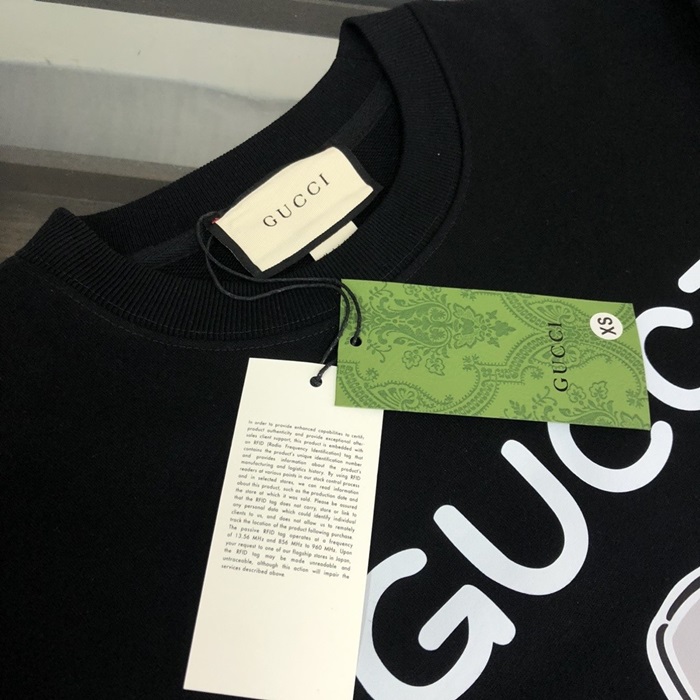 GUCCI
GUCCI
XS
In order to provide enhanced capabilities to certify
product authenticity and provide exceptional after-
sales client support, this product is embedded with
an RFID (Radio Frequency Identification) tag that
contains the product's unique identification number
and provides information about the product's
manufacturing and logistics history. By using RFID
readers at various points in our stock control process
and in selected stores, we can read information
about this product, such as the production date and
the store at which it was sold. Please be assured
that the RFID tag does not carry, store or link to
any personal data which could identify individual
clients to us, and does not allow us to remotely
track the location of the product following purchase.
The passive RFID tag operates at a frequency
of 13.56 MHz and 856 MHz to 960 MHz. Upon
your request to one of our flagship stores in Japan,
the RFID tag may be made unreadable and
untraceable, although this action will impair the
services described above.
GUCC